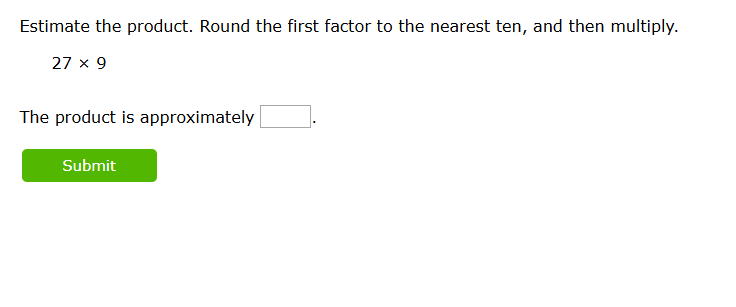 Estimate the product. Round the first factor to the nearest ten, and then multiply.
27 × 9
The product is approximately .
Submit